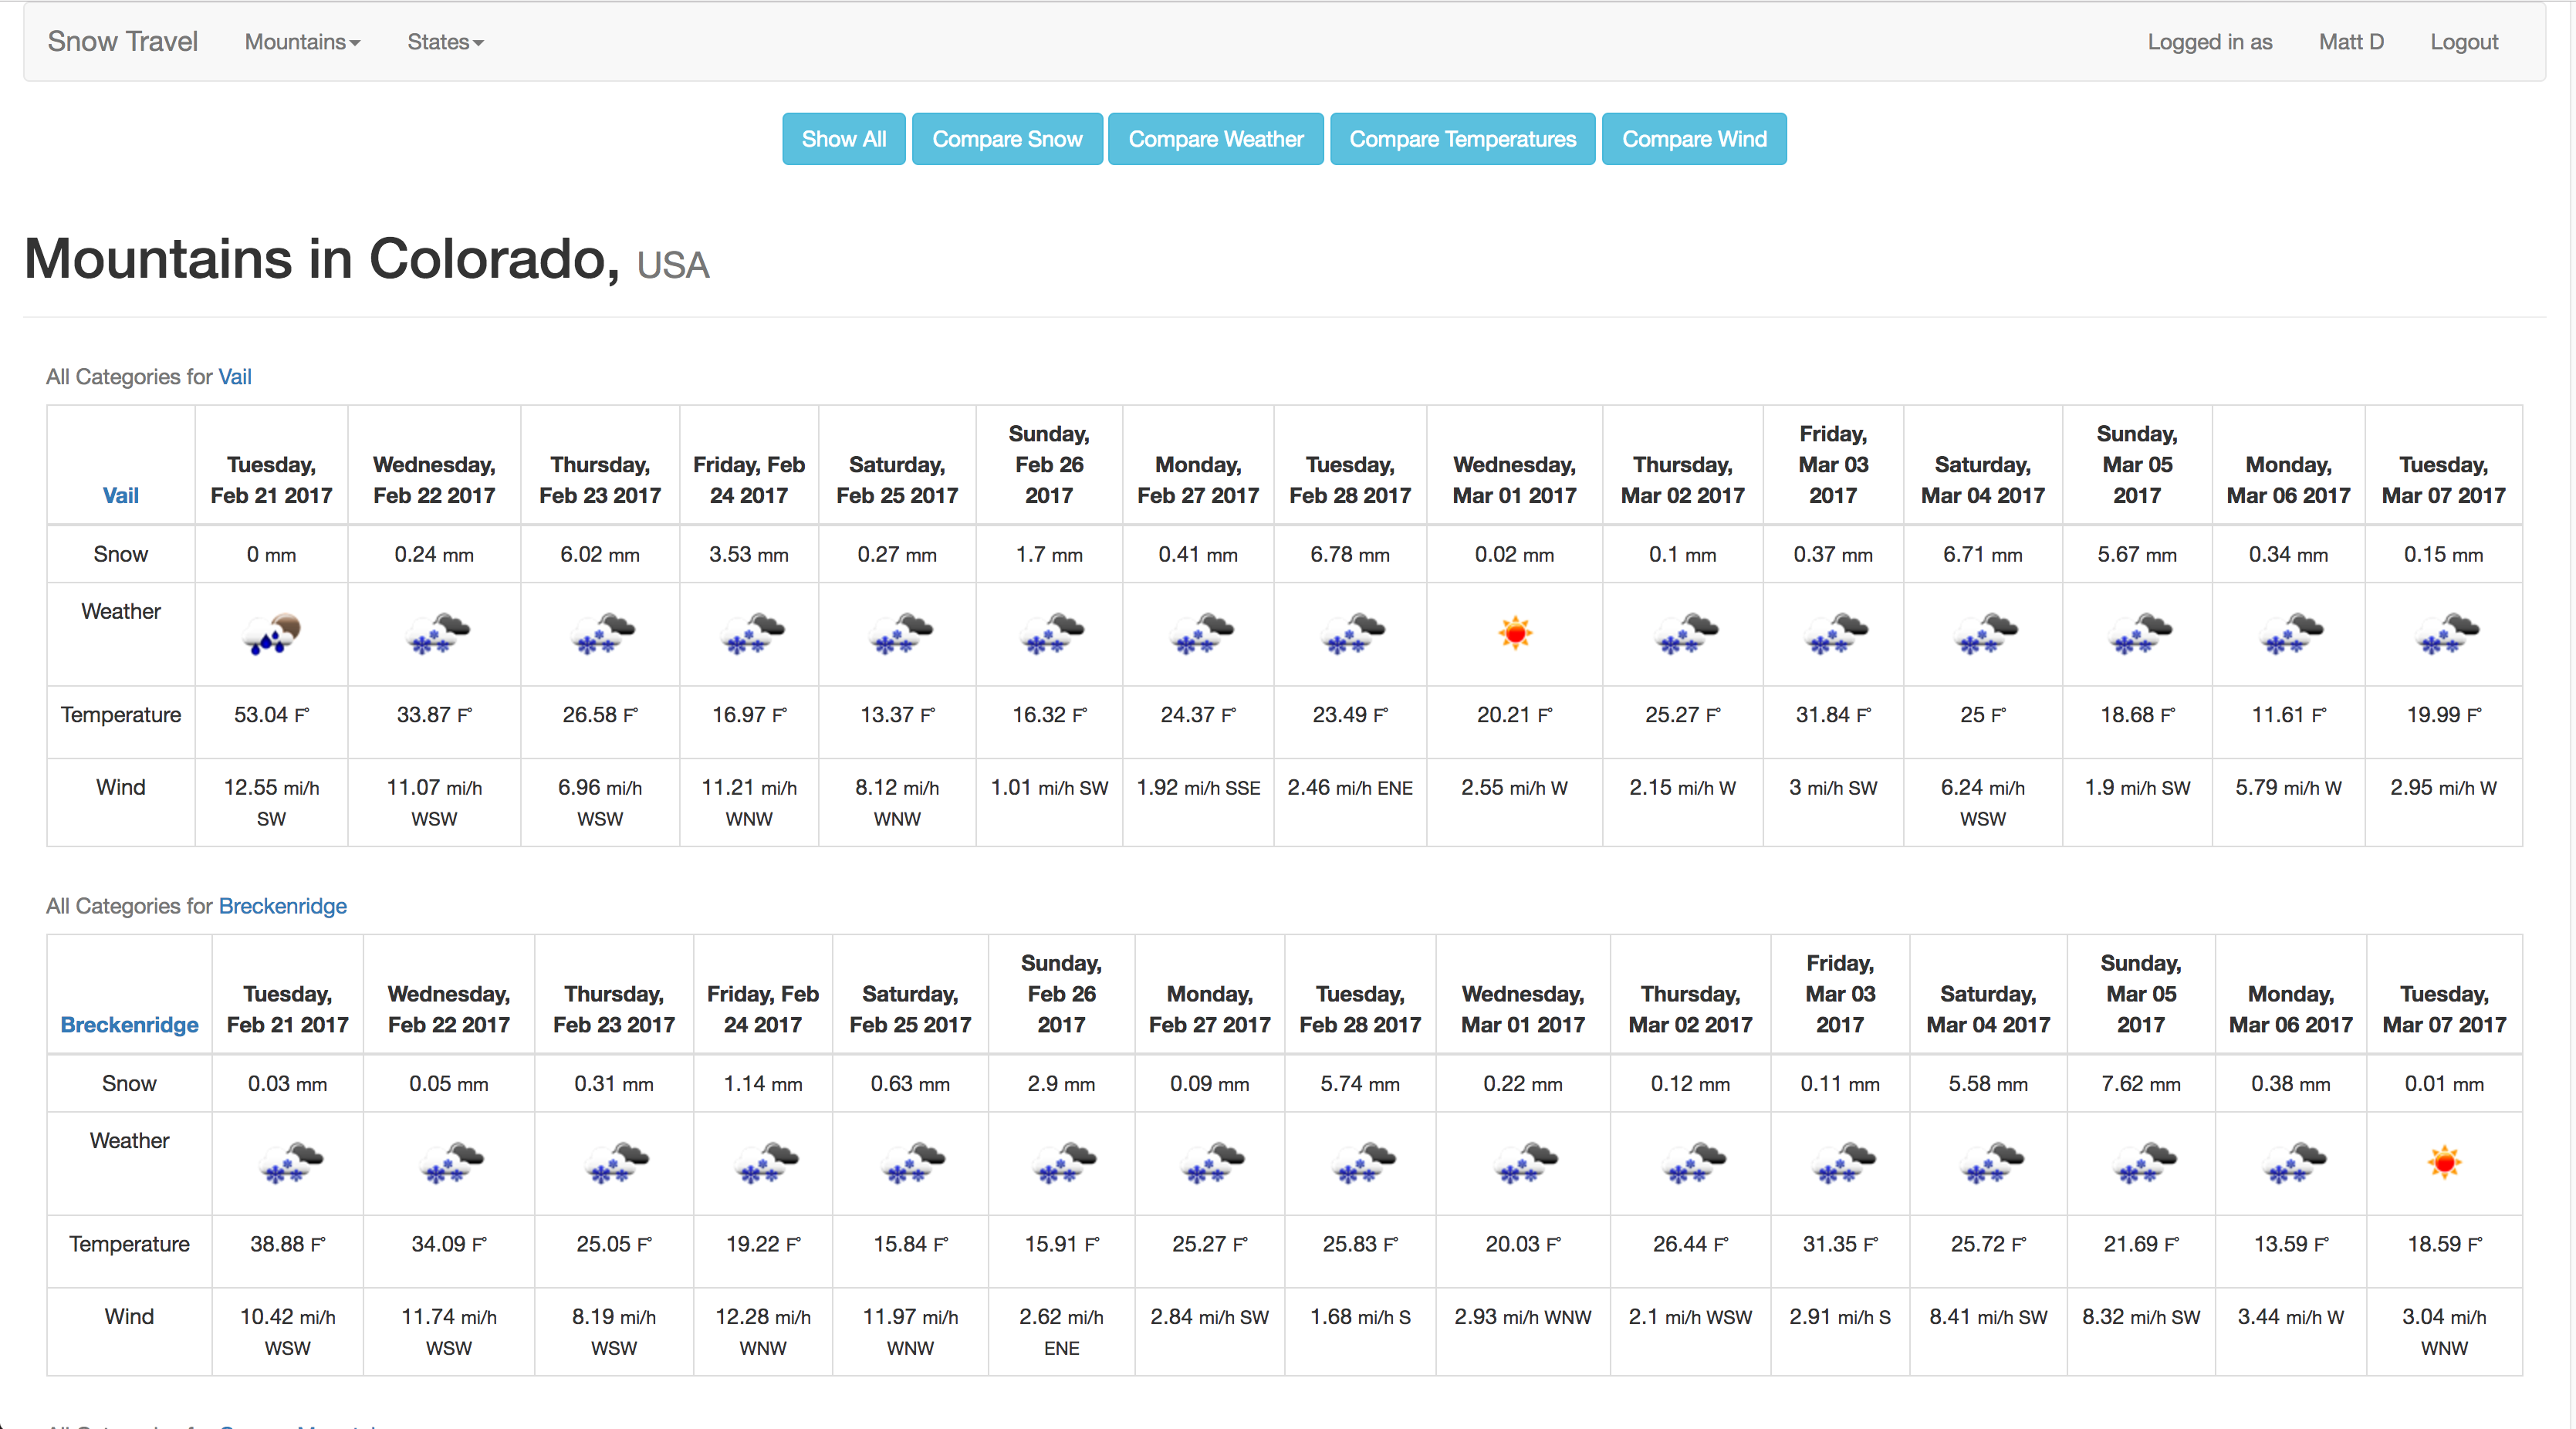 Snow Travel Mountains States Logged in as Matt D Logout
Show All Compare Snow Compare Weather Compare Temperatures Compare Wind
Mountains in Colorado, USA
All Categories for Vail
Vail Tuesday, Feb 21 2017 Wednesday, Feb 22 2017 Thursday, Feb 23 2017 Friday, Feb 24 2017 Saturday, Feb 25 2017 Sunday, Feb 26 2017 Monday, Feb 27 2017 Tuesday, Feb 28 2017 Wednesday, Mar 01 2017 Thursday, Mar 02 2017 Friday, Mar 03 2017 Saturday, Mar 04 2017 Sunday, Mar 05 2017 Monday, Mar 06 2017 Tuesday, Mar 07 2017
Snow 0 mm 0.24 mm 6.02 mm 3.53 mm 0.27 mm 1.7 mm 0.41 mm 6.78 mm 0.02 mm 0.1 mm 0.37 mm 6.71 mm 5.67 mm 0.34 mm 0.15 mm
Weather
Temperature 53.04 F° 33.87 F° 26.58 F° 16.97 F° 13.37 F° 16.32 F° 24.37 F° 23.49 F° 20.21 F° 25.27 F° 31.84 F° 25 F° 18.68 F° 11.61 F° 19.99 F°
Wind 12.55 mi/h SW 11.07 mi/h WSW 6.96 mi/h WSW 11.21 mi/h WNW 8.12 mi/h WNW 1.01 mi/h SW 1.92 mi/h SSE 2.46 mi/h ENE 2.55 mi/h W 2.15 mi/h W 3 mi/h SW 6.24 mi/h WSW 1.9 mi/h SW 5.79 mi/h W 2.95 mi/h W
All Categories for Breckenridge
Breckenridge Tuesday, Feb 21 2017 Wednesday, Feb 22 2017 Thursday, Feb 23 2017 Friday, Feb 24 2017 Saturday, Feb 25 2017 Sunday, Feb 26 2017 Monday, Feb 27 2017 Tuesday, Feb 28 2017 Wednesday, Mar 01 2017 Thursday, Mar 02 2017 Friday, Mar 03 2017 Saturday, Mar 04 2017 Sunday, Mar 05 2017 Monday, Mar 06 2017 Tuesday, Mar 07 2017
Snow 0.03 mm 0.05 mm 0.31 mm 1.14 mm 0.63 mm 2.9 mm 0.09 mm 5.74 mm 0.22 mm 0.12 mm 0.11 mm 5.58 mm 7.62 mm 0.38 mm 0.01 mm
Weather
Temperature 38.88 F° 34.09 F° 25.05 F° 19.22 F° 15.84 F° 15.91 F° 25.27 F° 25.83 F° 20.03 F° 26.44 F° 31.35 F° 25.72 F° 21.69 F° 13.59 F° 18.59 F°
Wind 10.42 mi/h WSW 11.74 mi/h WSW 8.19 mi/h WSW 12.28 mi/h WNW 11.97 mi/h WNW 2.62 mi/h ENE 2.84 mi/h SW 1.68 mi/h S 2.93 mi/h WNW 2.1 mi/h WSW 2.91 mi/h S 8.41 mi/h SW 8.32 mi/h SW 3.44 mi/h W 3.04 mi/h WNW